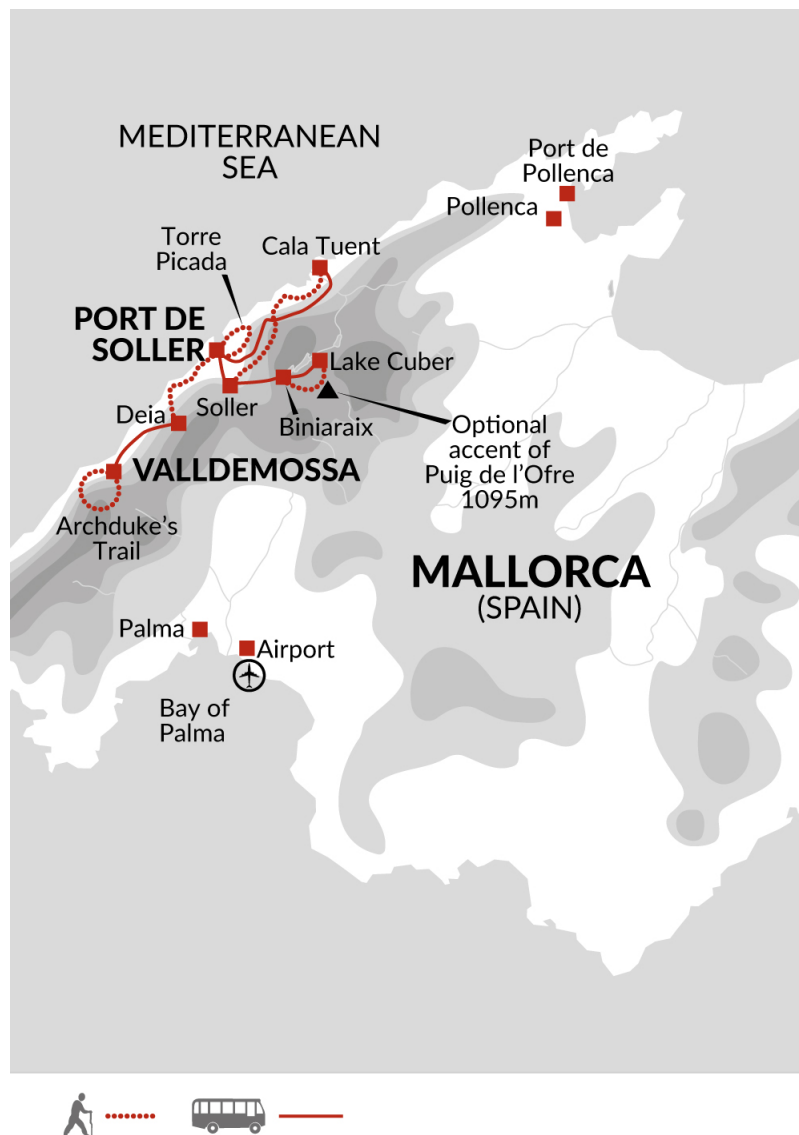 MEDITERRANEAN
SEA
Port de
Pollenca
Pollenca
Torre
Picada
Cala Tuent
PORT DE
SOLLER
Lake Cuber
Deia
Soller
Biniaraix
Optional
accent of
Puig de l'Ofre
1095m
VALLDEMOSSA
Archduke's
Trail
MALLORCA
(SPAIN)
Palma
Airport
Bay of
Palma